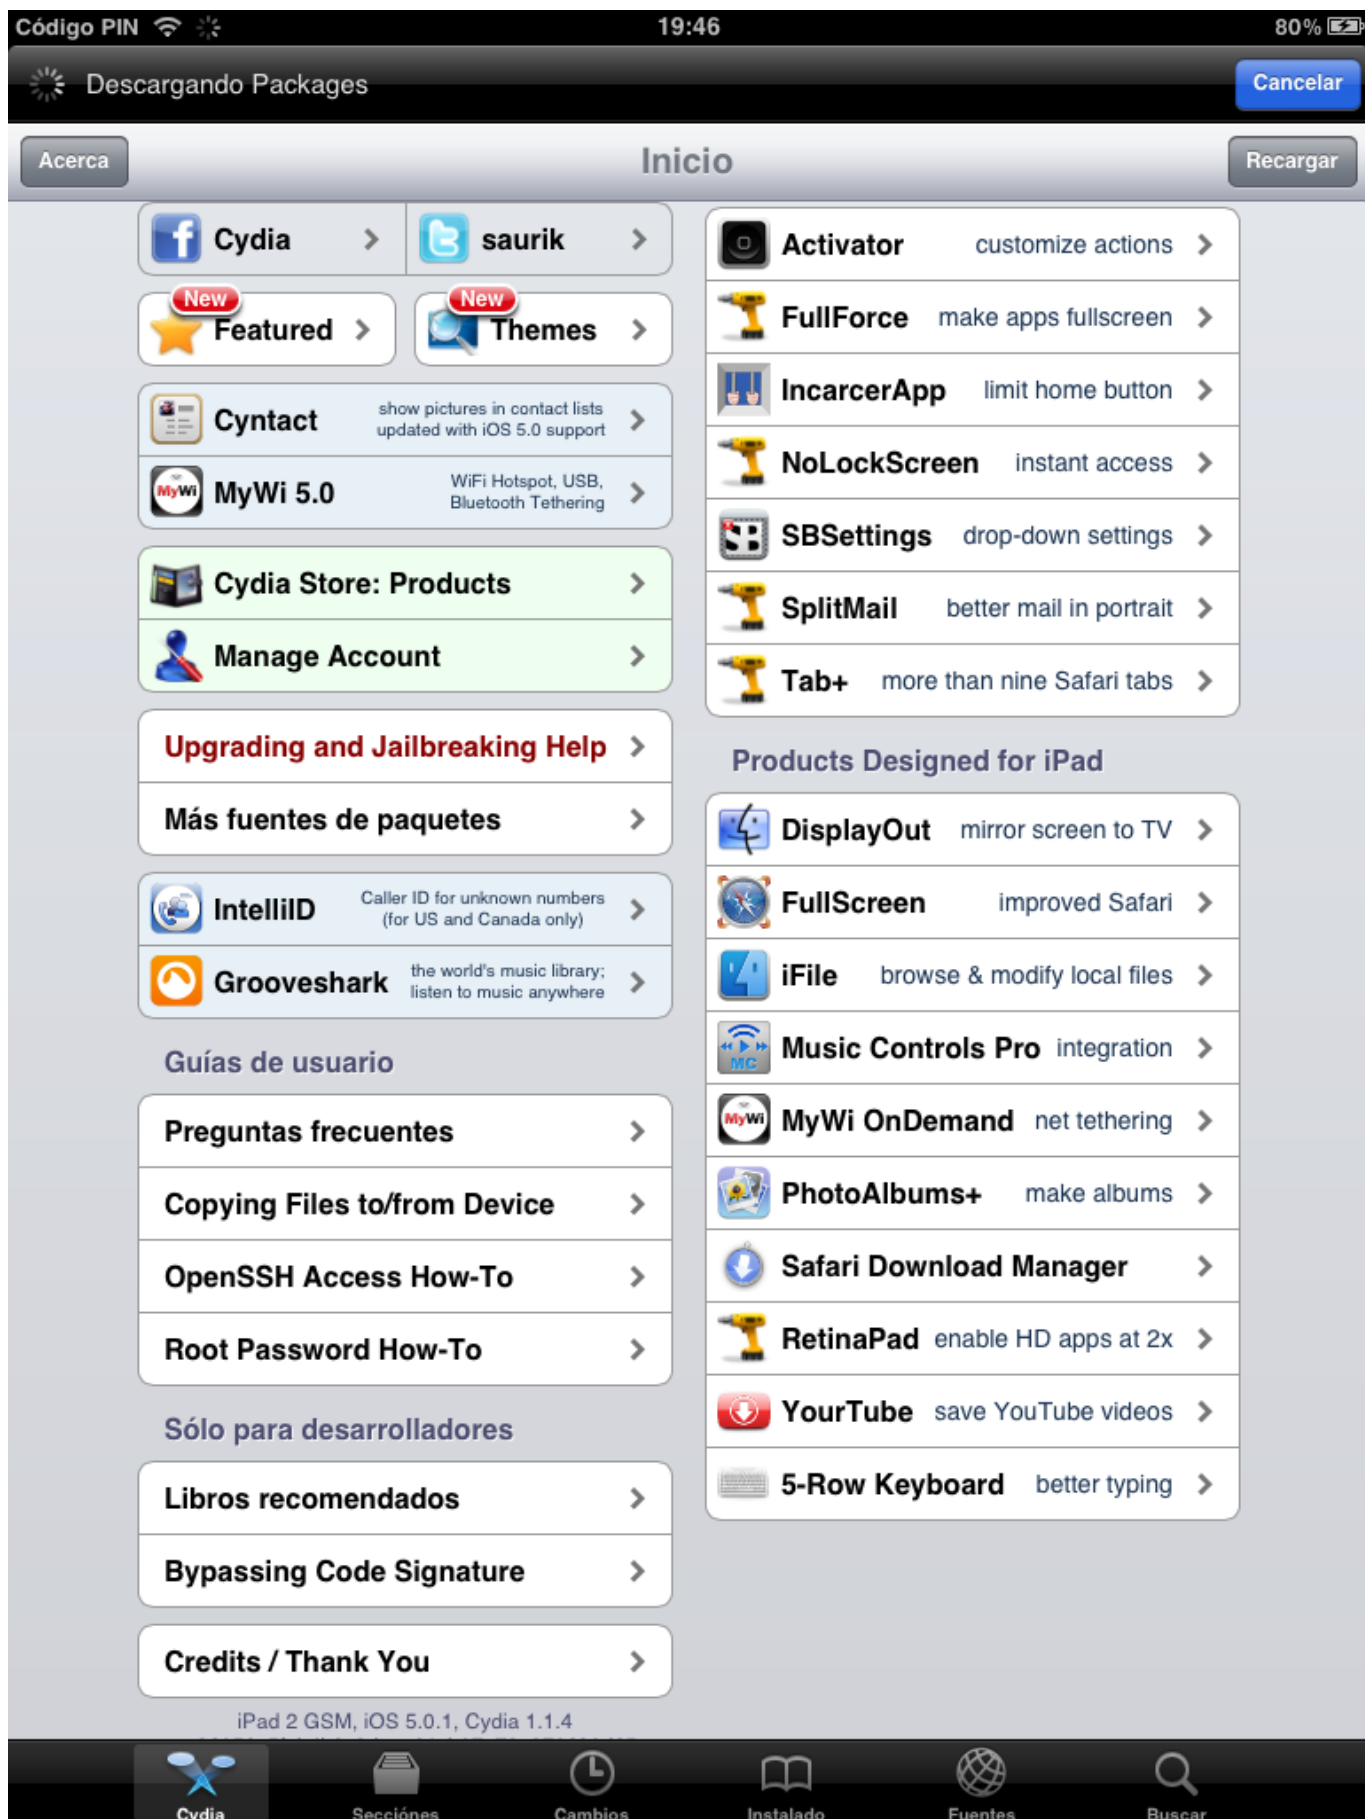 Código PIN 19:46 80%
Descargando Packages Cancelar
Acerca Inicio Recargar
Cydia saurik
New New
Featured Themes
Cyntact show pictures in contact lists
updated with iOS 5.0 support
MyWi MyWi 5.0 WiFi Hotspot, USB,
Bluetooth Tethering
Cydia Store: Products
Manage Account
Upgrading and Jailbreaking Help
Más fuentes de paquetes
IntelliID Caller ID for unknown numbers
(for US and Canada only)
Grooveshark the world's music library;
listen to music anywhere
Guías de usuario
Preguntas frecuentes
Copying Files to/from Device
OpenSSH Access How-To
Root Password How-To
Sólo para desarrolladores
Libros recomendados
Bypassing Code Signature
Credits / Thank You
iPad 2 GSM, iOS 5.0.1, Cydia 1.1.4
Activator customize actions
FullForce make apps fullscreen
IncarcerApp limit home button
NoLockScreen instant access
SBSettings drop-down settings
SplitMail better mail in portrait
Tab+ more than nine Safari tabs
Products Designed for iPad
DisplayOut mirror screen to TV
FullScreen improved Safari
iFile browse & modify local files
MC Music Controls Pro integration
MyWi MyWi OnDemand net tethering
PhotoAlbums+ make albums
Safari Download Manager
RetinaPad enable HD apps at 2x
YourTube save YouTube videos
5-Row Keyboard better typing
Cydia Secciónes Cambios Instalado Fuentes Buscar